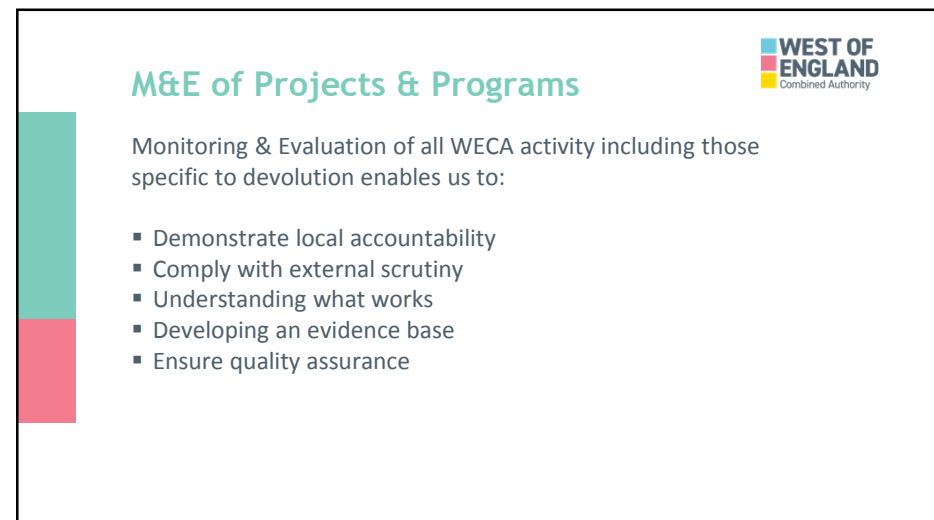 WEST OF
ENGLAND
Combined Authority
M&E of Projects & Programs
Monitoring & Evaluation of all WECA activity including those
specific to devolution enables us to:
▪ Demonstrate local accountability
▪ Comply with external scrutiny
▪ Understanding what works
▪ Developing an evidence base
▪ Ensure quality assurance